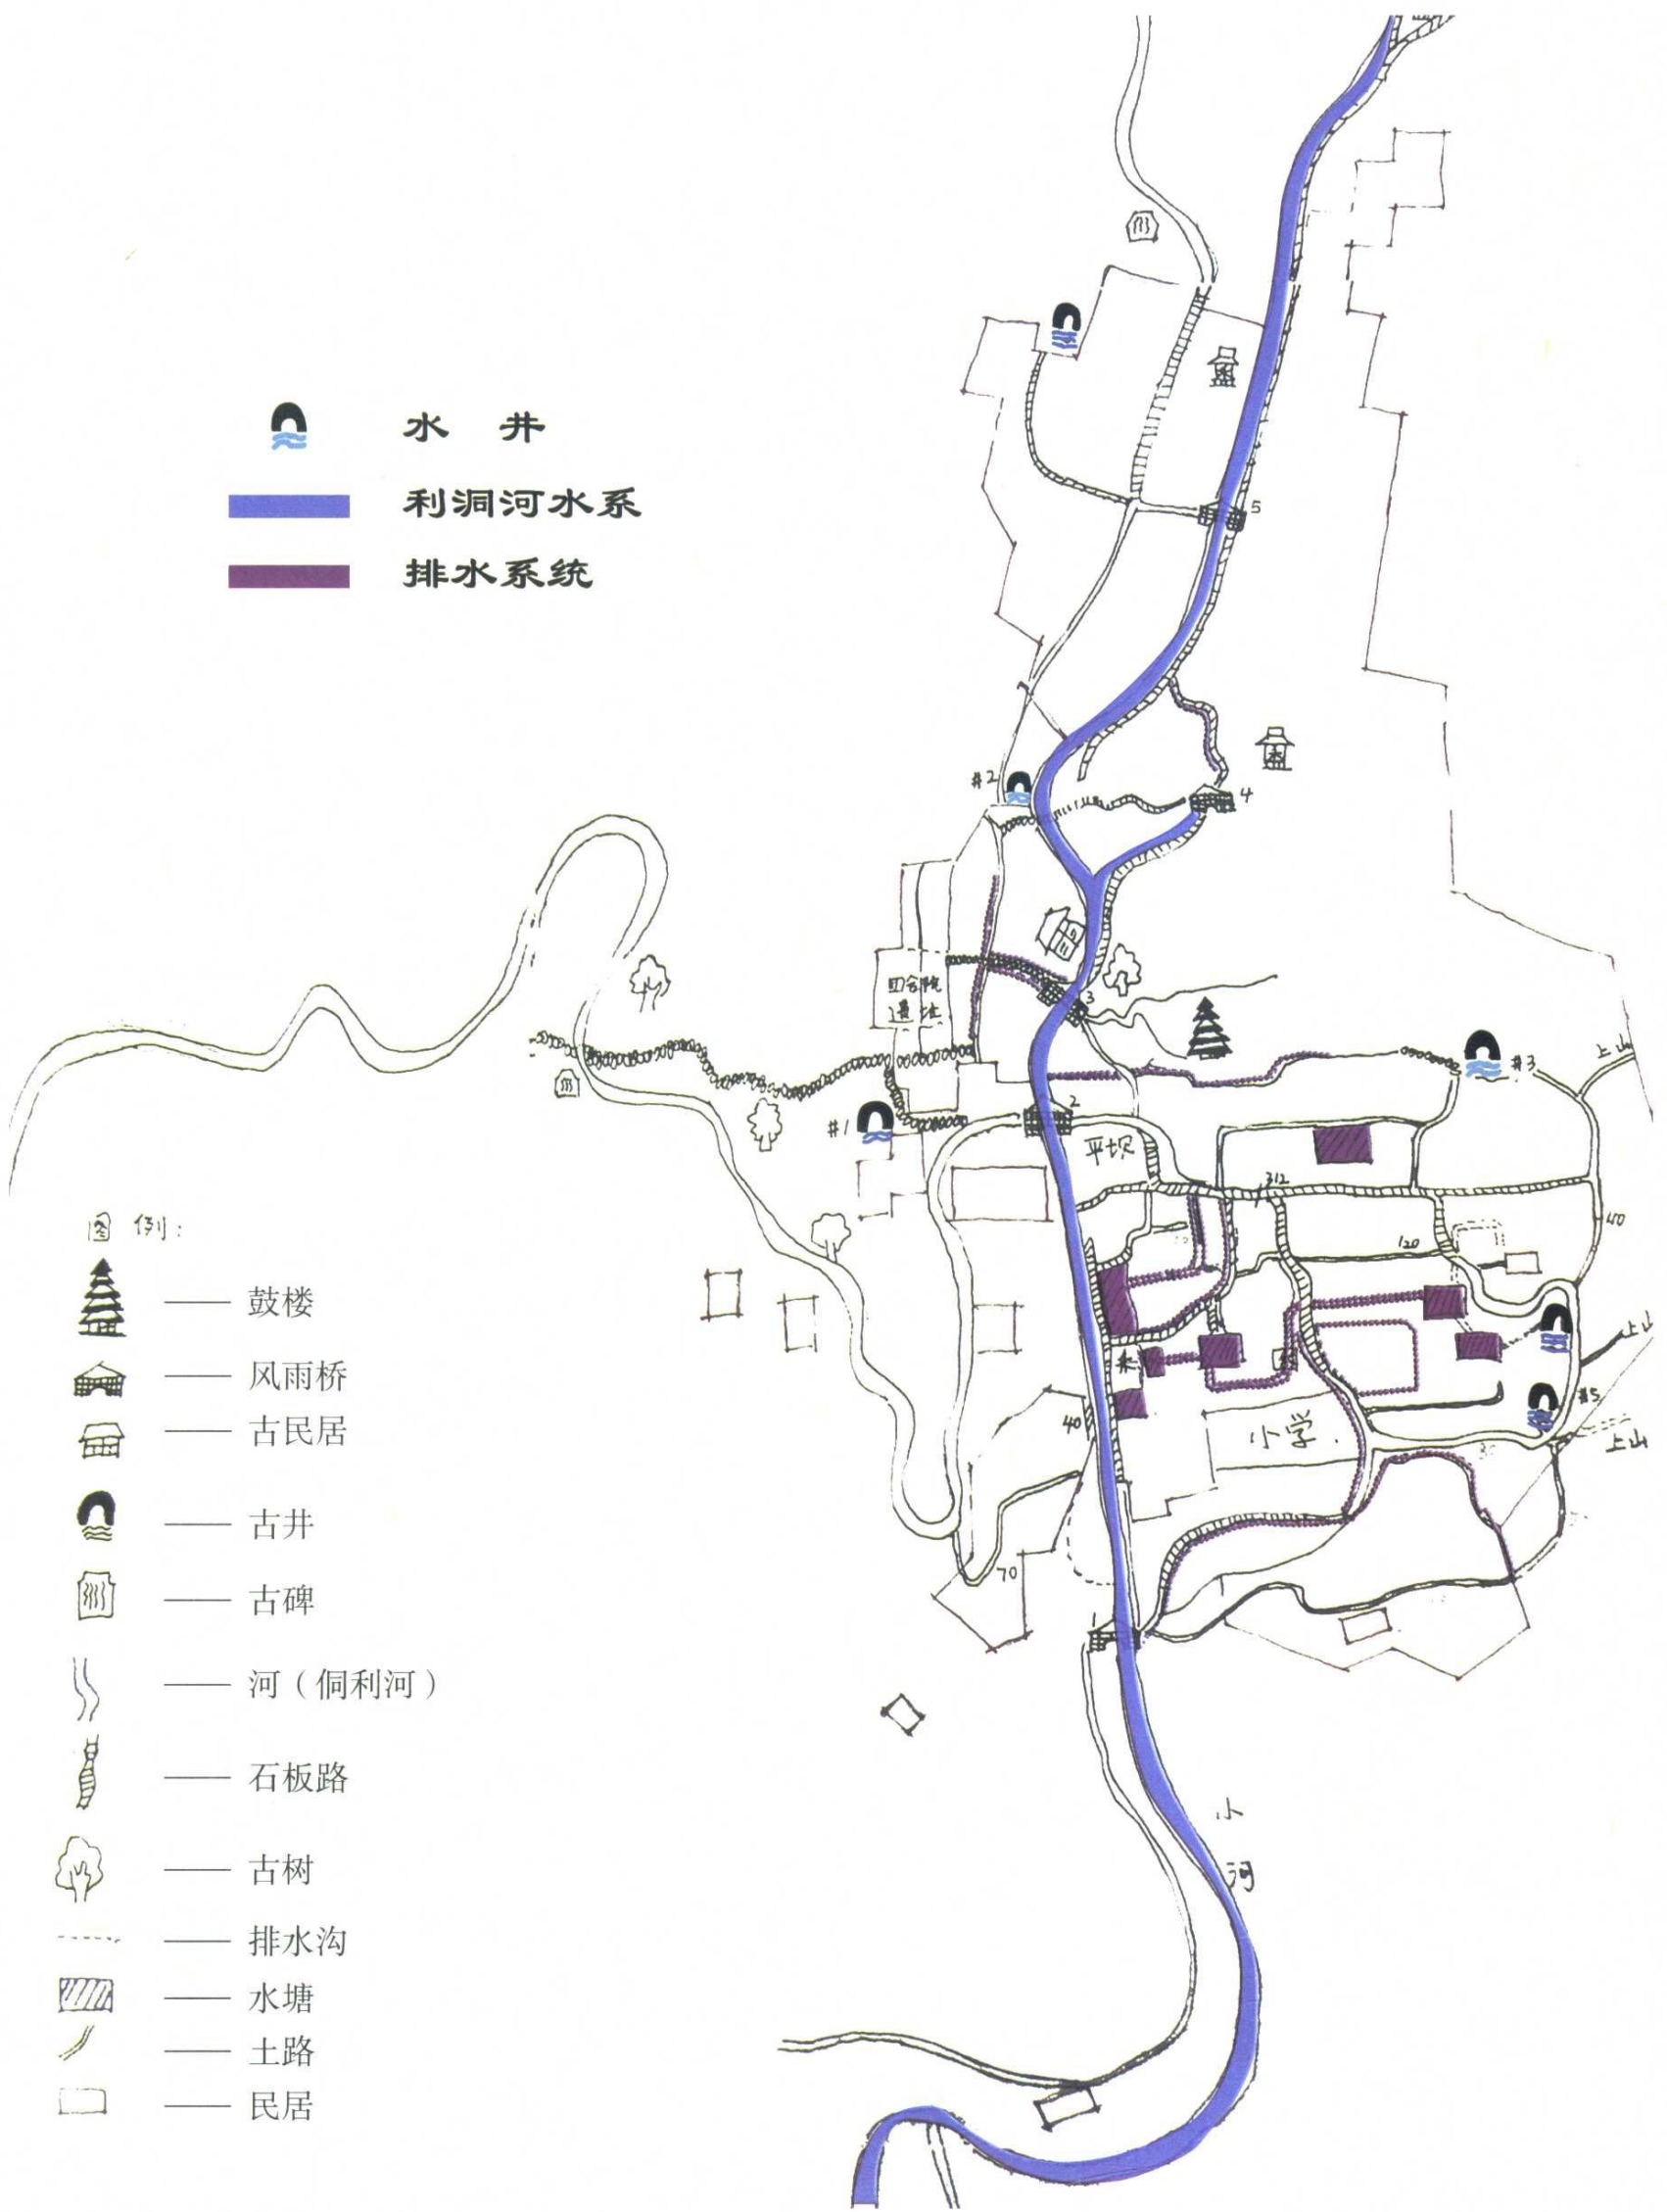 水 井
利洞河水系
排水系统
5
#2
4
四合院
遗址
3
上山
#3
2
#1
平坝
312
110
120
图例:
鼓楼
上山
风雨桥
#5
40
小学
古民居
上山
80
古井
70
古碑
1
河(侗利河)
石板路
小
河
古树
排水沟
水塘
土路
民居